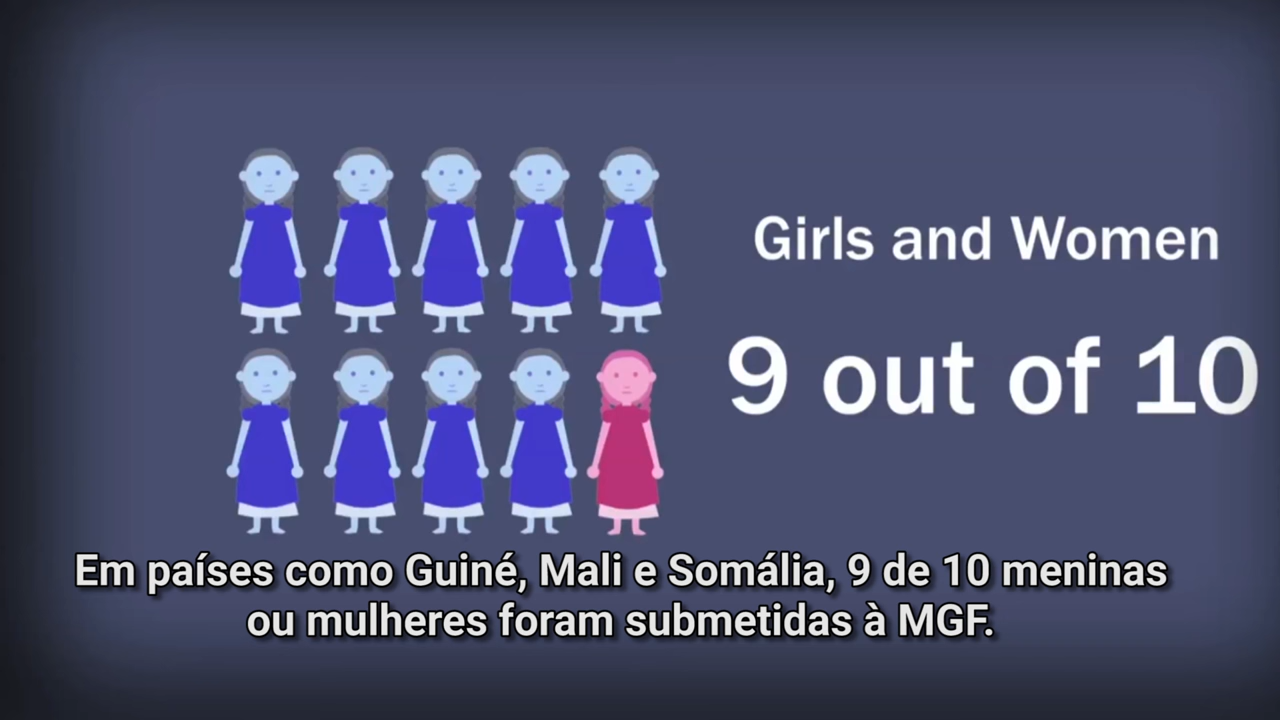 Girls and Women
9 out of 10
Em países como Guiné, Mali e Somália, 9 de 10 meninas
ou mulheres foram submetidas à MGF.